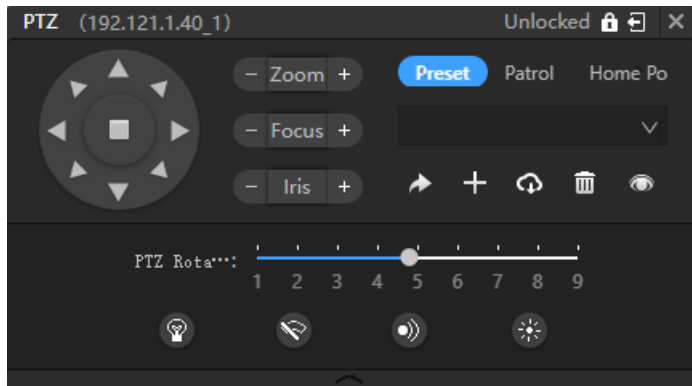 PTZ (192.121.1.40_1) Unlocked
− Zoom + Preset Patrol Home Po
− Focus +
− Iris +
PTZ Rota···:
1 2 3 4 5 6 7 8 9